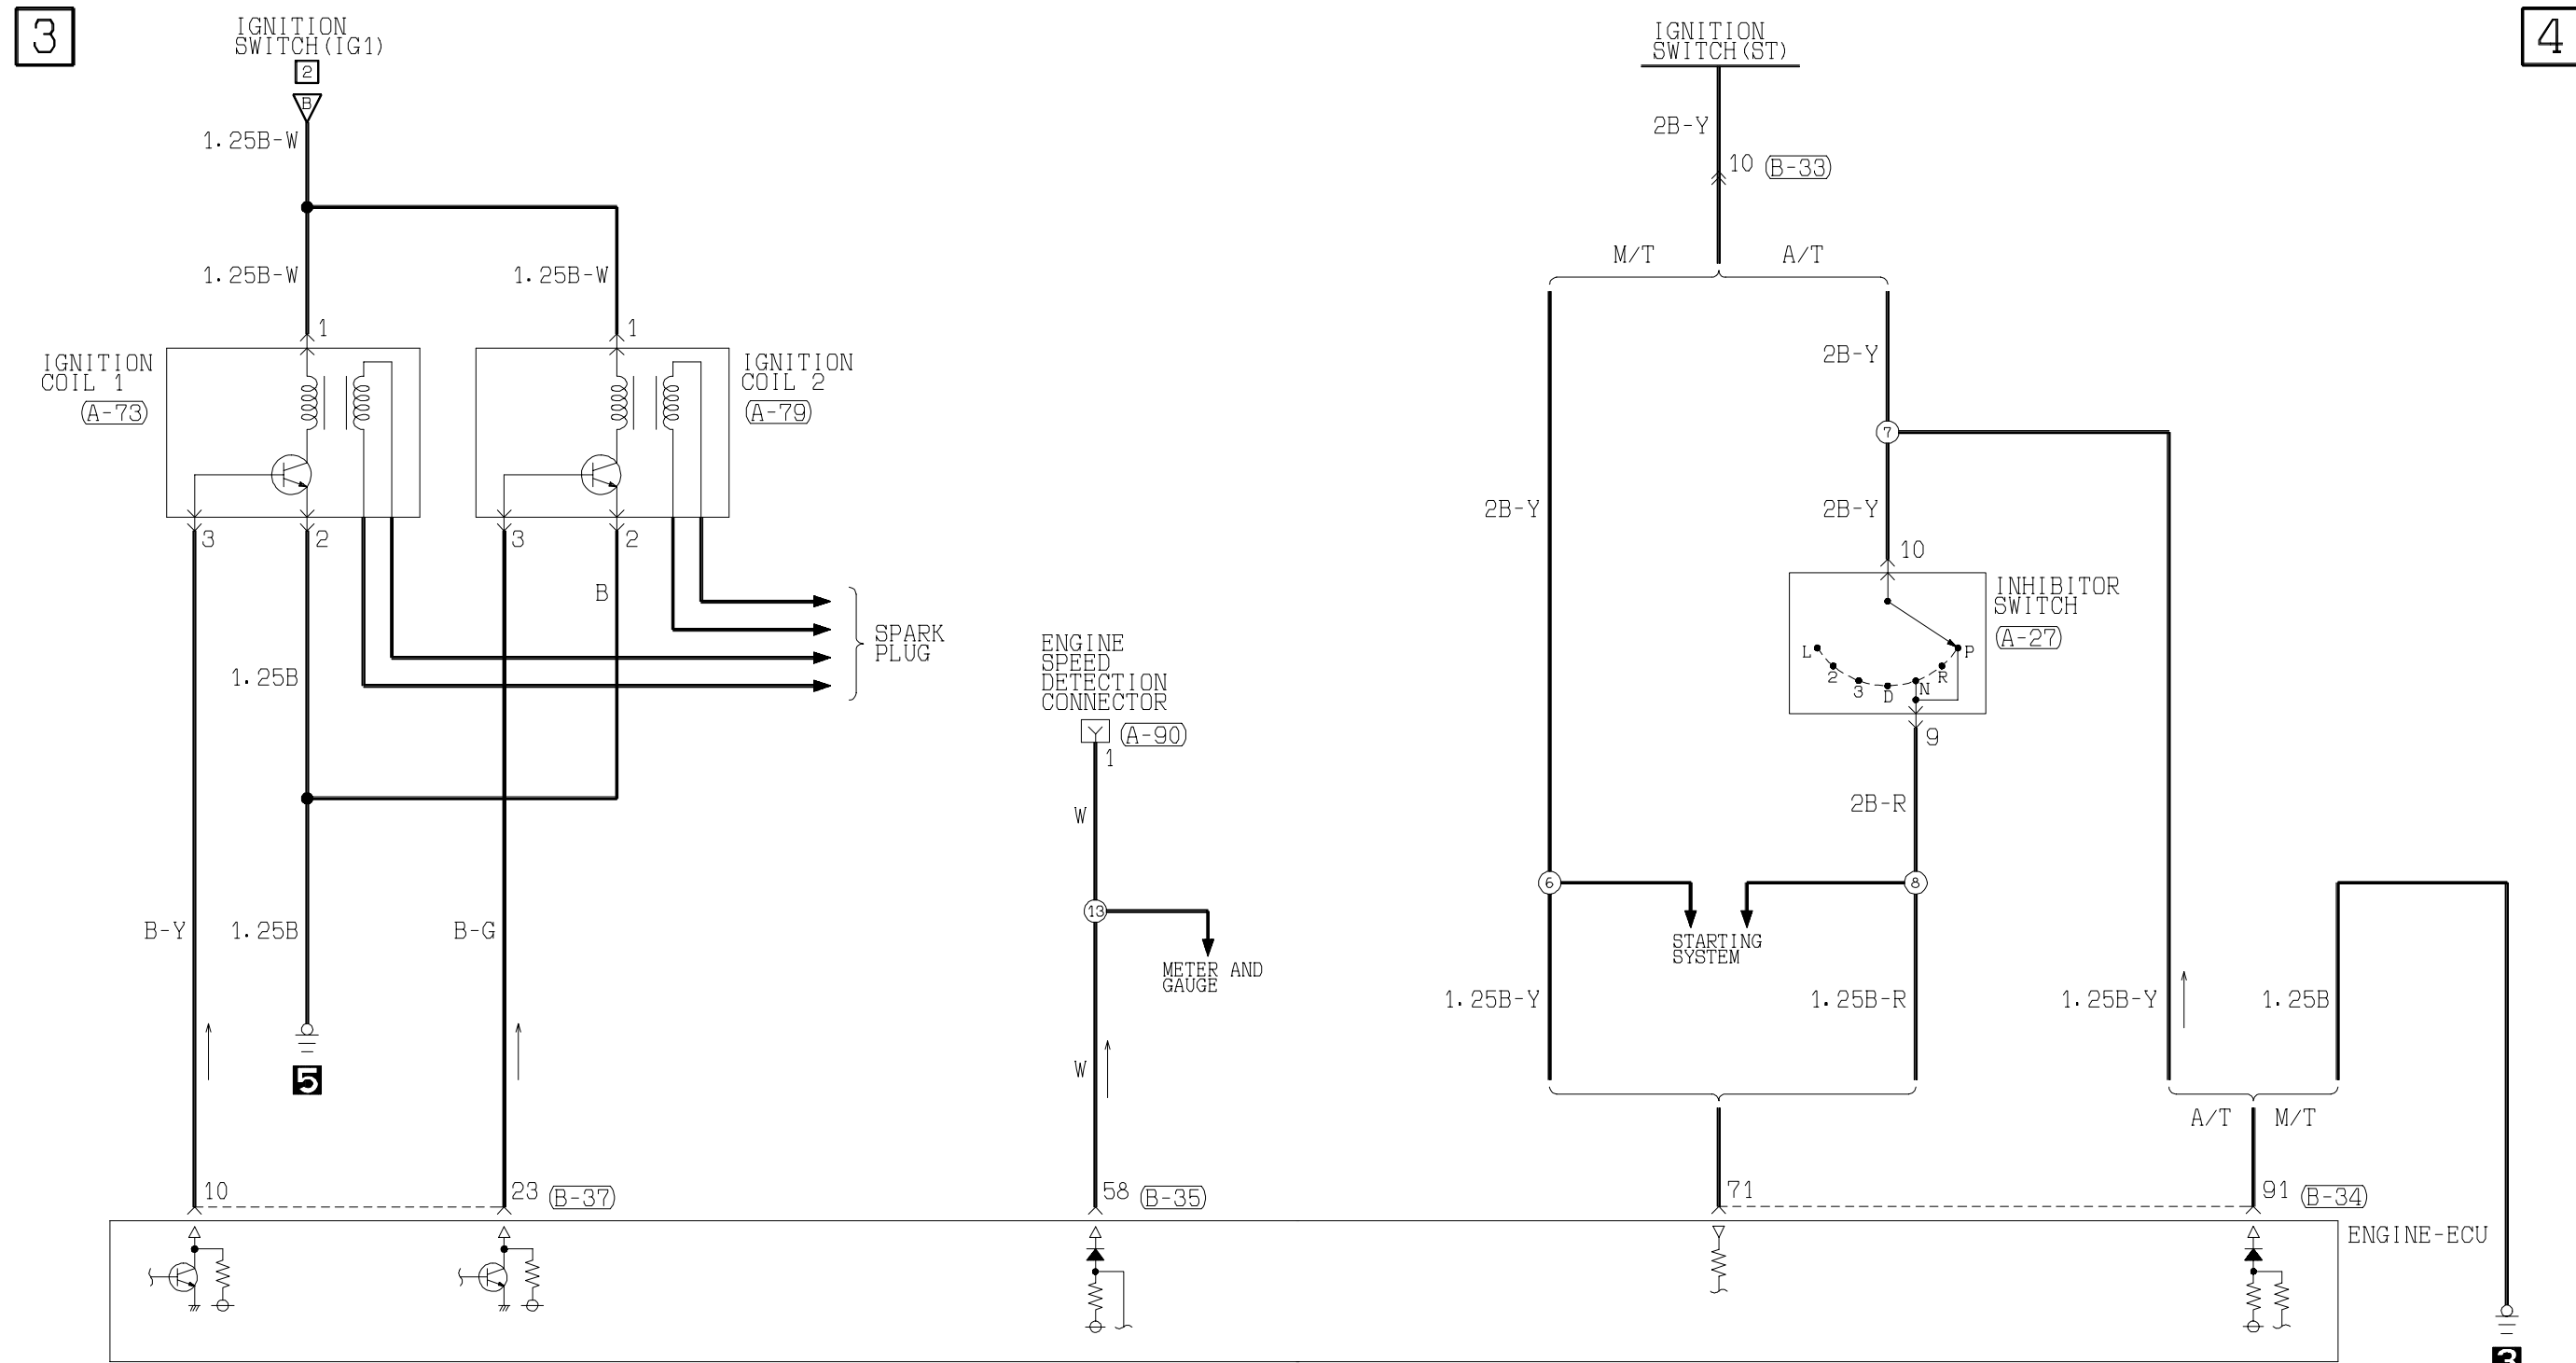 3
IGNITION
SWITCH(IG1)
2
B
1.25B-W
1.25B-W
1.25B-W
1
1
IGNITION
COIL 1
A-73
IGNITION
COIL 2
A-79
3
2
3
2
B
SPARK
PLUG
1.25B
B-Y
1.25B
B-G
5
10
23
B-37
ENGINE
SPEED
DETECTION
CONNECTOR
A-90
1
W
13
METER AND
GAUGE
W
58
B-35
IGNITION
SWITCH(ST)
4
2B-Y
10
B-33
M/T
A/T
2B-Y
7
2B-Y
2B-Y
10
INHIBITOR
SWITCH
A-27
L
2
3
D
N
R
P
9
2B-R
6
8
STARTING
SYSTEM
1.25B-Y
1.25B-R
1.25B-Y
1.25B
A/T
M/T
71
91
B-34
ENGINE-ECU
3